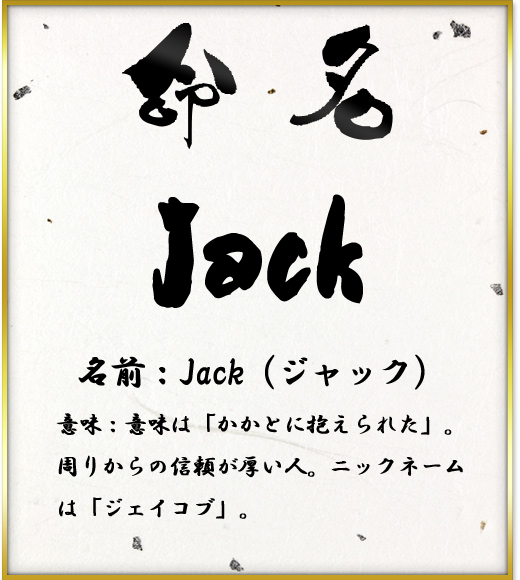 命名
Jack
名前：Jack（ジャック）
意味：意味は「かかとに抱えられた」。
周りからの信頼が厚い人。ニックネーム
は「ジェイコブ」。